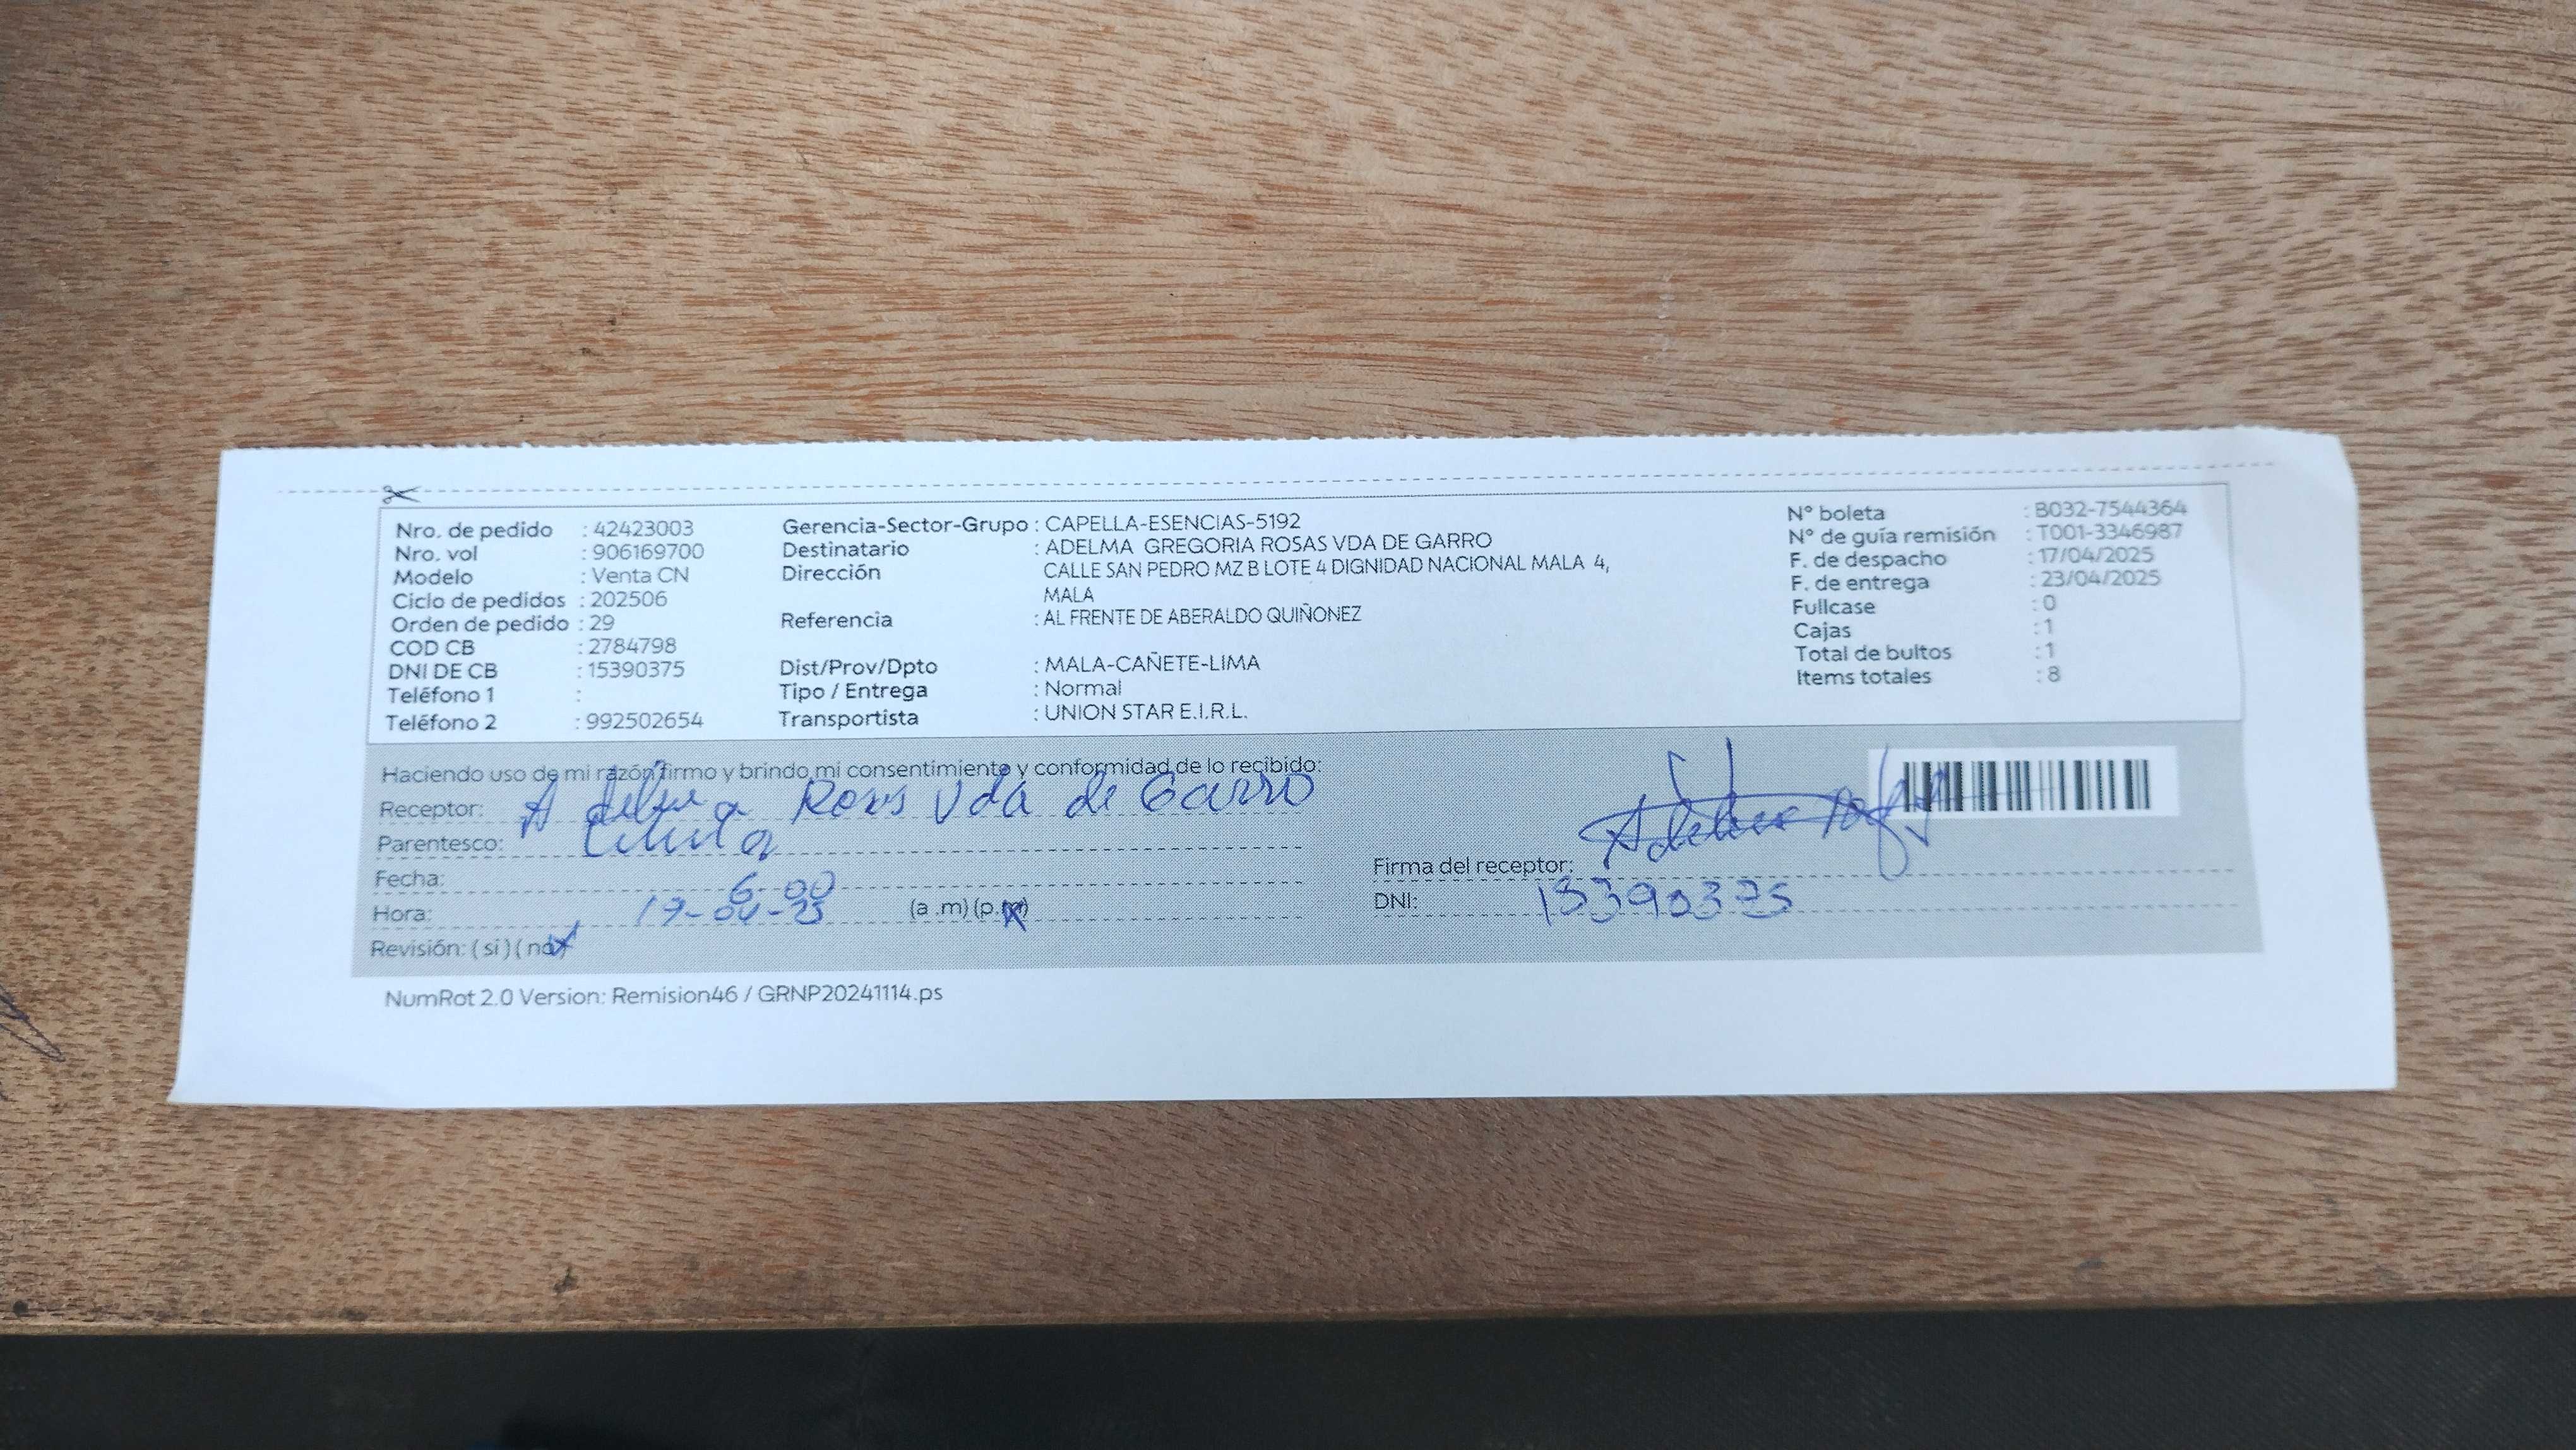 Nro. de pedido : 42423003
Nro. vol : 906169700
Modelo : Venta CN
Ciclo de pedidos : 202506
Orden de pedido : 29
COD CB : 2784798
DNI DE CB : 15390375
Teléfono 1 :
Teléfono 2 : 992502654
Gerencia-Sector-Grupo : CAPELLA-ESENCIAS-5192
Destinatario : ADELMA GREGORIA ROSAS VDA DE GARRO
Dirección CALLE SAN PEDRO MZ B LOTE 4 DIGNIDAD NACIONAL MALA 4,
MALA
Referencia : AL FRENTE DE ABERALDO QUIÑONEZ
Dist/Prov/Dpto : MALA-CAÑETE-LIMA
Tipo / Entrega : Normal
Transportista : UNION STAR E.I.R.L.
N° boleta : B032-7544364
N° de guía remisión : T001-3346987
F. de despacho : 17/04/2025
F. de entrega : 23/04/2025
Fullcase : 0
Cajas : 1
Total de bultos : 1
Items totales : 8
Haciendo uso de mi razón firmo y brindo mi consentimiento y conformidad de lo recibido:
Receptor: Adelma Rosas Vda de Garro
Parentesco:
Fecha: 6-00
Hora: 19-04-25 (a .m) (p.m)
Revisión: ( si ) ( no )
Firma del receptor:
DNI: 15390375
NumRot 2.0 Version: Remision46 / GRNP20241114.ps